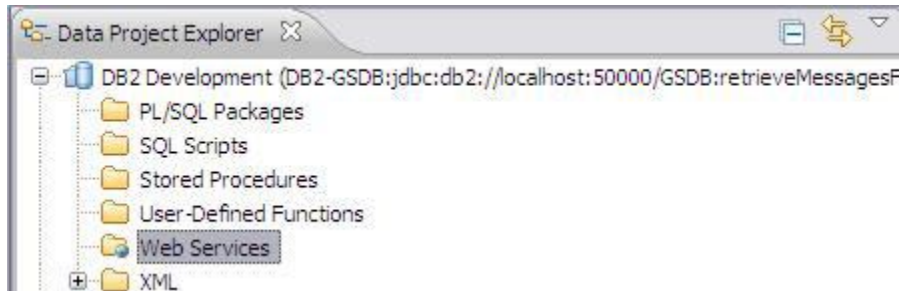 Data Project Explorer
DB2 Development (DB2-GSDB:jdbc:db2://localhost:50000/GSDB:retrieveMessagesF
PL/SQL Packages
SQL Scripts
Stored Procedures
User-Defined Functions
Web Services
XML